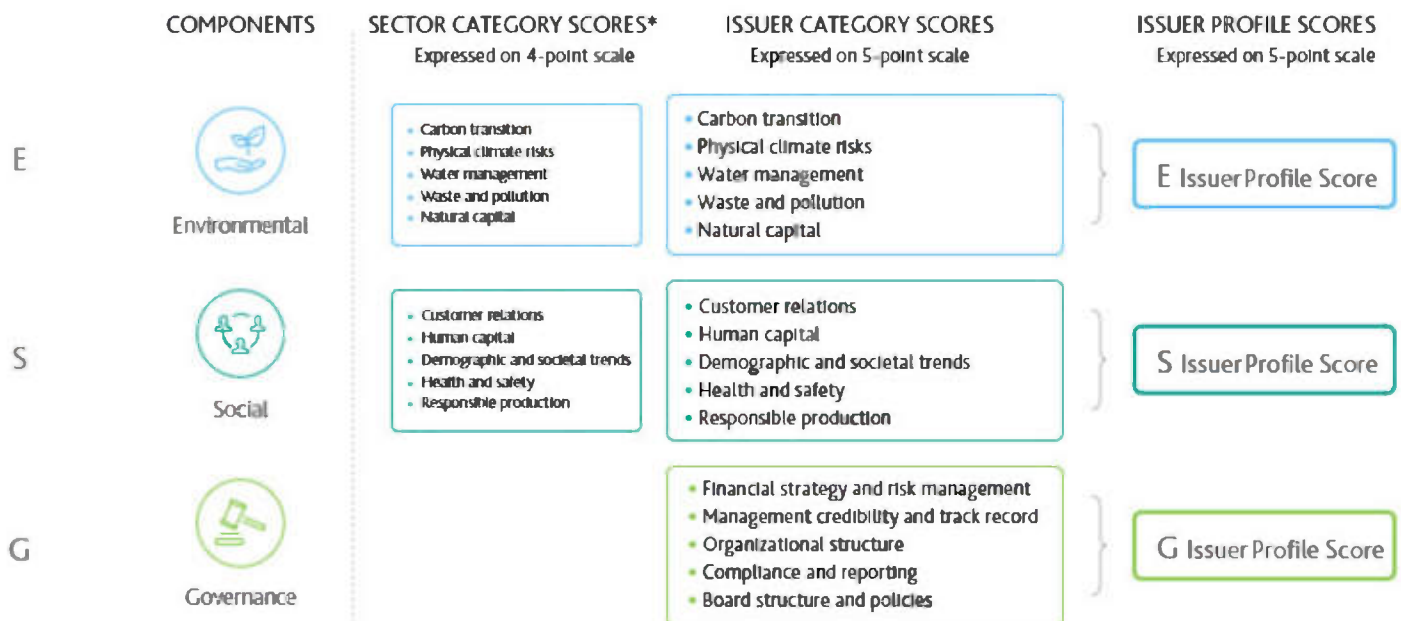 COMPONENTS
SECTOR CATEGORY SCORES*
Expressed on 4-point scale
ISSUER CATEGORY SCORES
Expressed on 5-point scale
ISSUER PROFILE SCORES
Expressed on 5-point scale
E
Environmental
• Carbon transition
• Physical climate risks
• Water management
• Waste and pollution
• Natural capital
• Carbon transition
• Physical climate risks
• Water management
• Waste and pollution
• Natural capital
E Issuer Profile Score
S
Social
• Customer relations
• Human capital
• Demographic and societal trends
• Health and safety
• Responsible production
• Customer relations
• Human capital
• Demographic and societal trends
• Health and safety
• Responsible production
S Issuer Profile Score
G
Governance
• Financial strategy and risk management
• Management credibility and track record
• Organizational structure
• Compliance and reporting
• Board structure and policies
G Issuer Profile Score